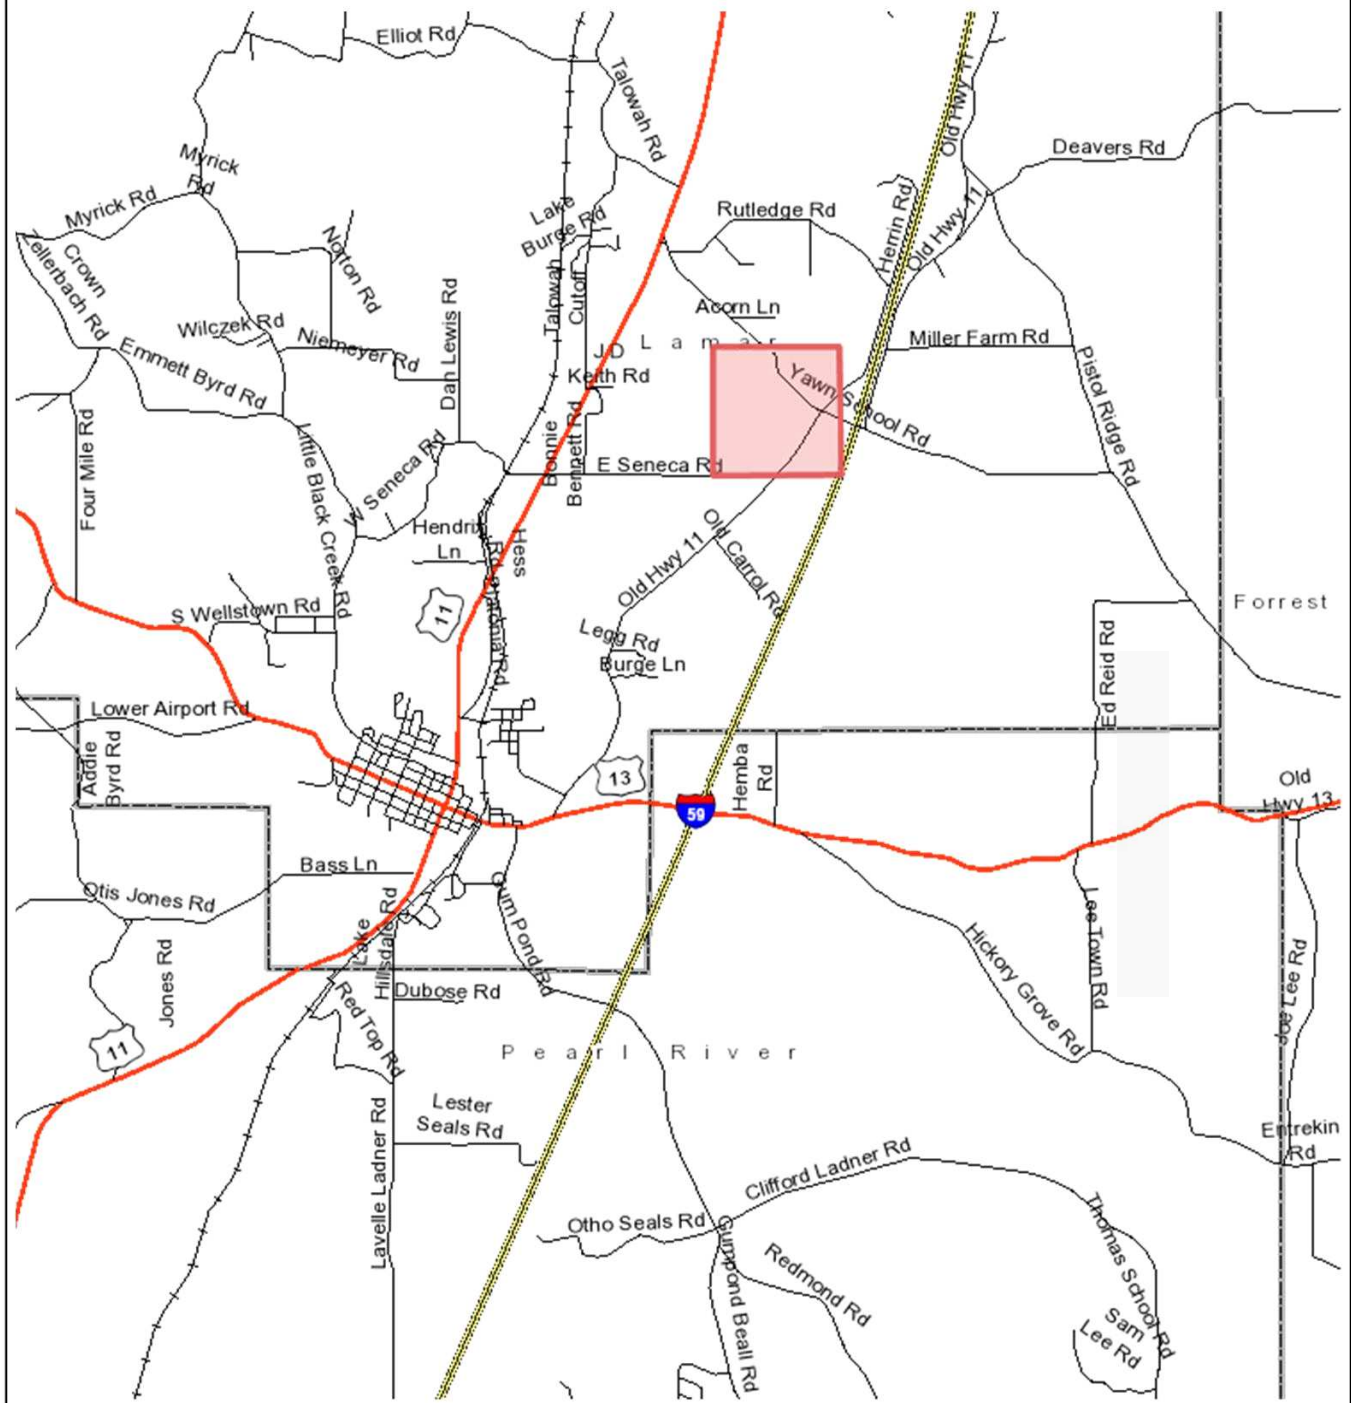 Elliot Rd
Talowah Rd
Old Hwy 11
Deavers Rd
Myrick
Rd
Myrick Rd
Lake
Burge Rd
Rutledge Rd
Herrin Rd
Old Hwy 11
Crown
Zellerbach Rd
Norton Rd
Talowah
Cutoff
Acorn Ln
Wilczek Rd
Niemeyer Rd
Dan Lewis Rd
Lamar
Miller Farm Rd
Emmett Byrd Rd
JD
Keith Rd
Yawn School Rd
Pistol Ridge Rd
Four Mile Rd
Little Black Creek Rd
W Seneca Rd
Bonnie
Bennett Rd
E Seneca Rd
Hendrix
Ln
Hess
Rd
Old Hwy 11
Old Carrol Rd
S Wellstown Rd
11
Legg Rd
Burge Ln
Forrest
Ed Reid Rd
Lower Airport Rd
Addie
Byrd Rd
13
Hemba
Rd
59
Old
Hwy 13
Bass Ln
Otis Jones Rd
Lake
Hillsdale Rd
Gum Pond Rd
Lee Town Rd
Hickory Grove Rd
Joe Lee Rd
Jones Rd
Dubose Rd
Red Top Rd
11
Pearl River
Lester
Seals Rd
Lavelle Ladner Rd
Entrekin
Rd
Clifford Ladner Rd
Otho Seals Rd
Thomas School Rd
Gumpond Beall Rd
Redmond Rd
Sam
Lee Rd